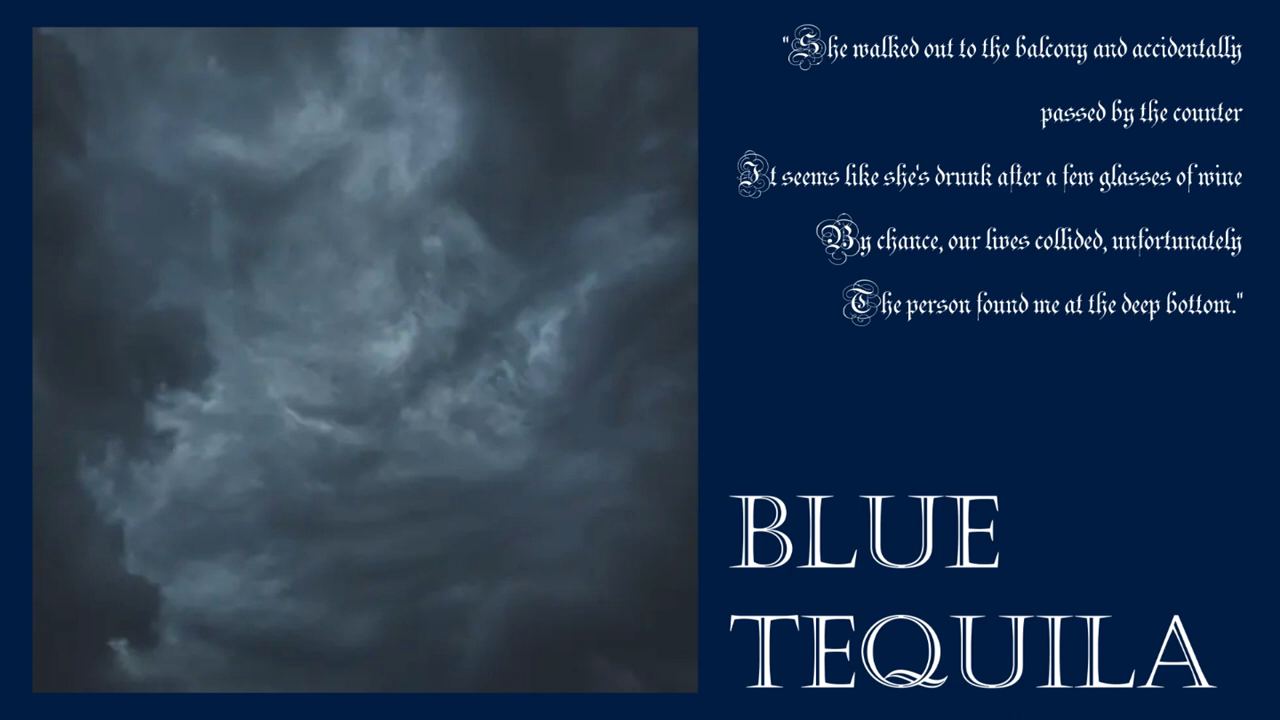 "She walked out to the balcony and accidentally
passed by the counter
It seems like she's drunk after a few glasses of wine
By chance, our lives collided, unfortunately
The person found me at the deep bottom."
BLUE
TEQUILA